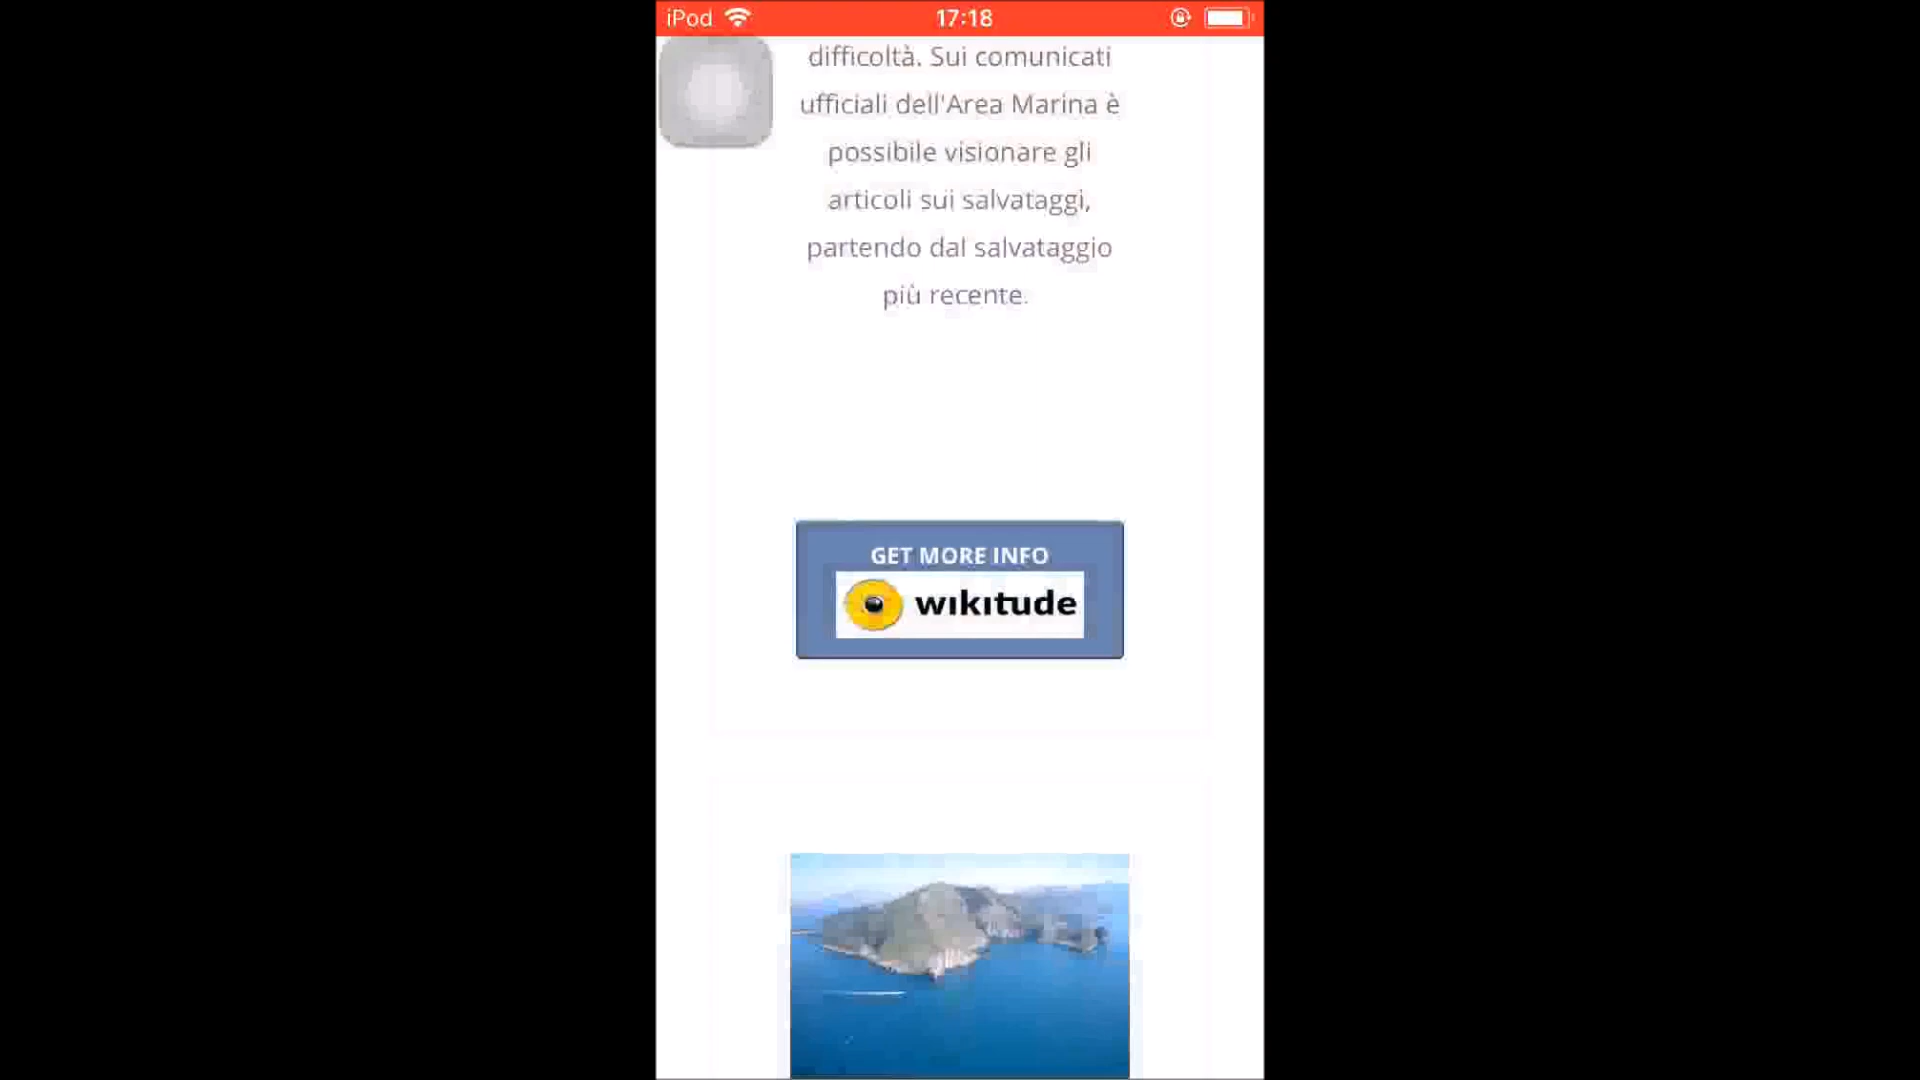 iPod 17:18
difficoltà. Sui comunicati
ufficiali dell'Area Marina è
possibile visionare gli
articoli sui salvataggi,
partendo dal salvataggio
più recente.
GET MORE INFO
wikitude